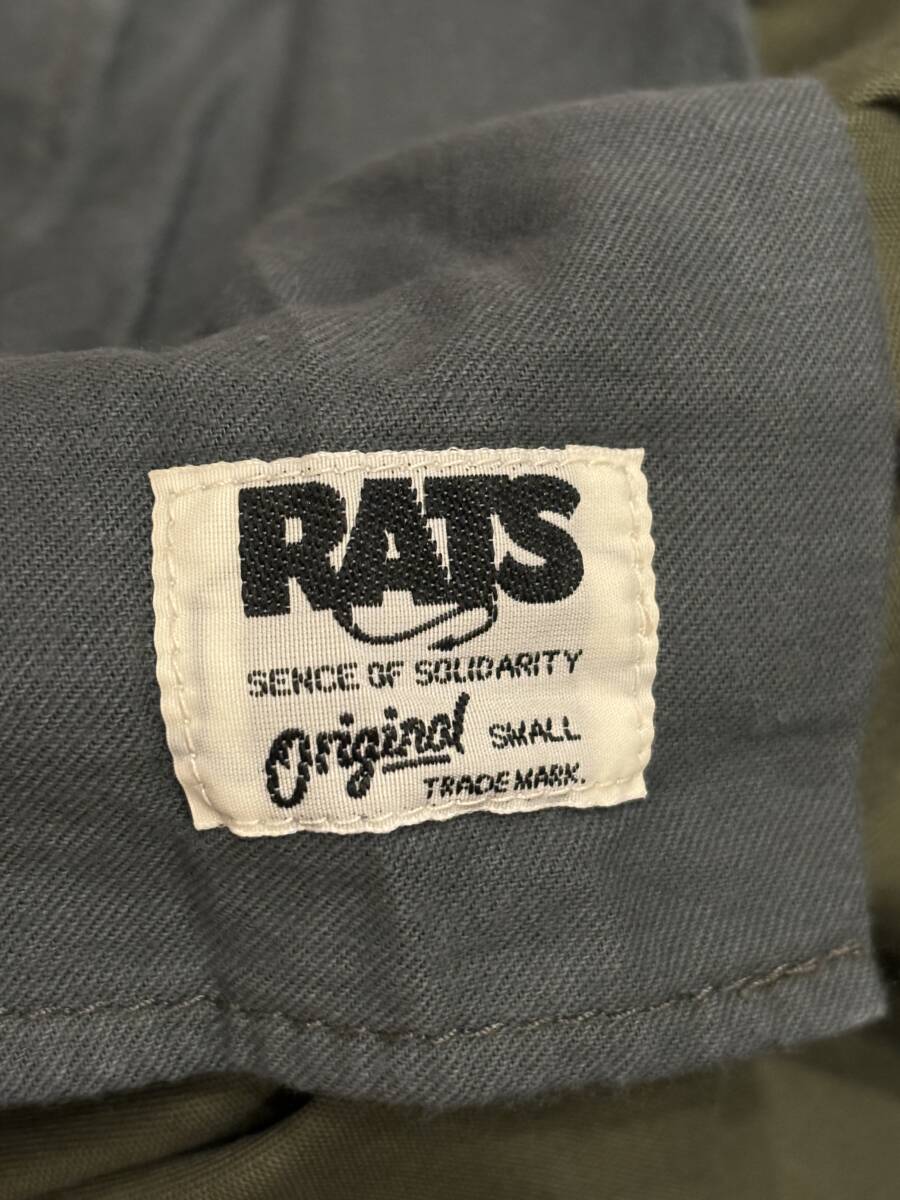 RATS
SENCE OF SOLIDARITY
Original SMALL
TRADE MARK.